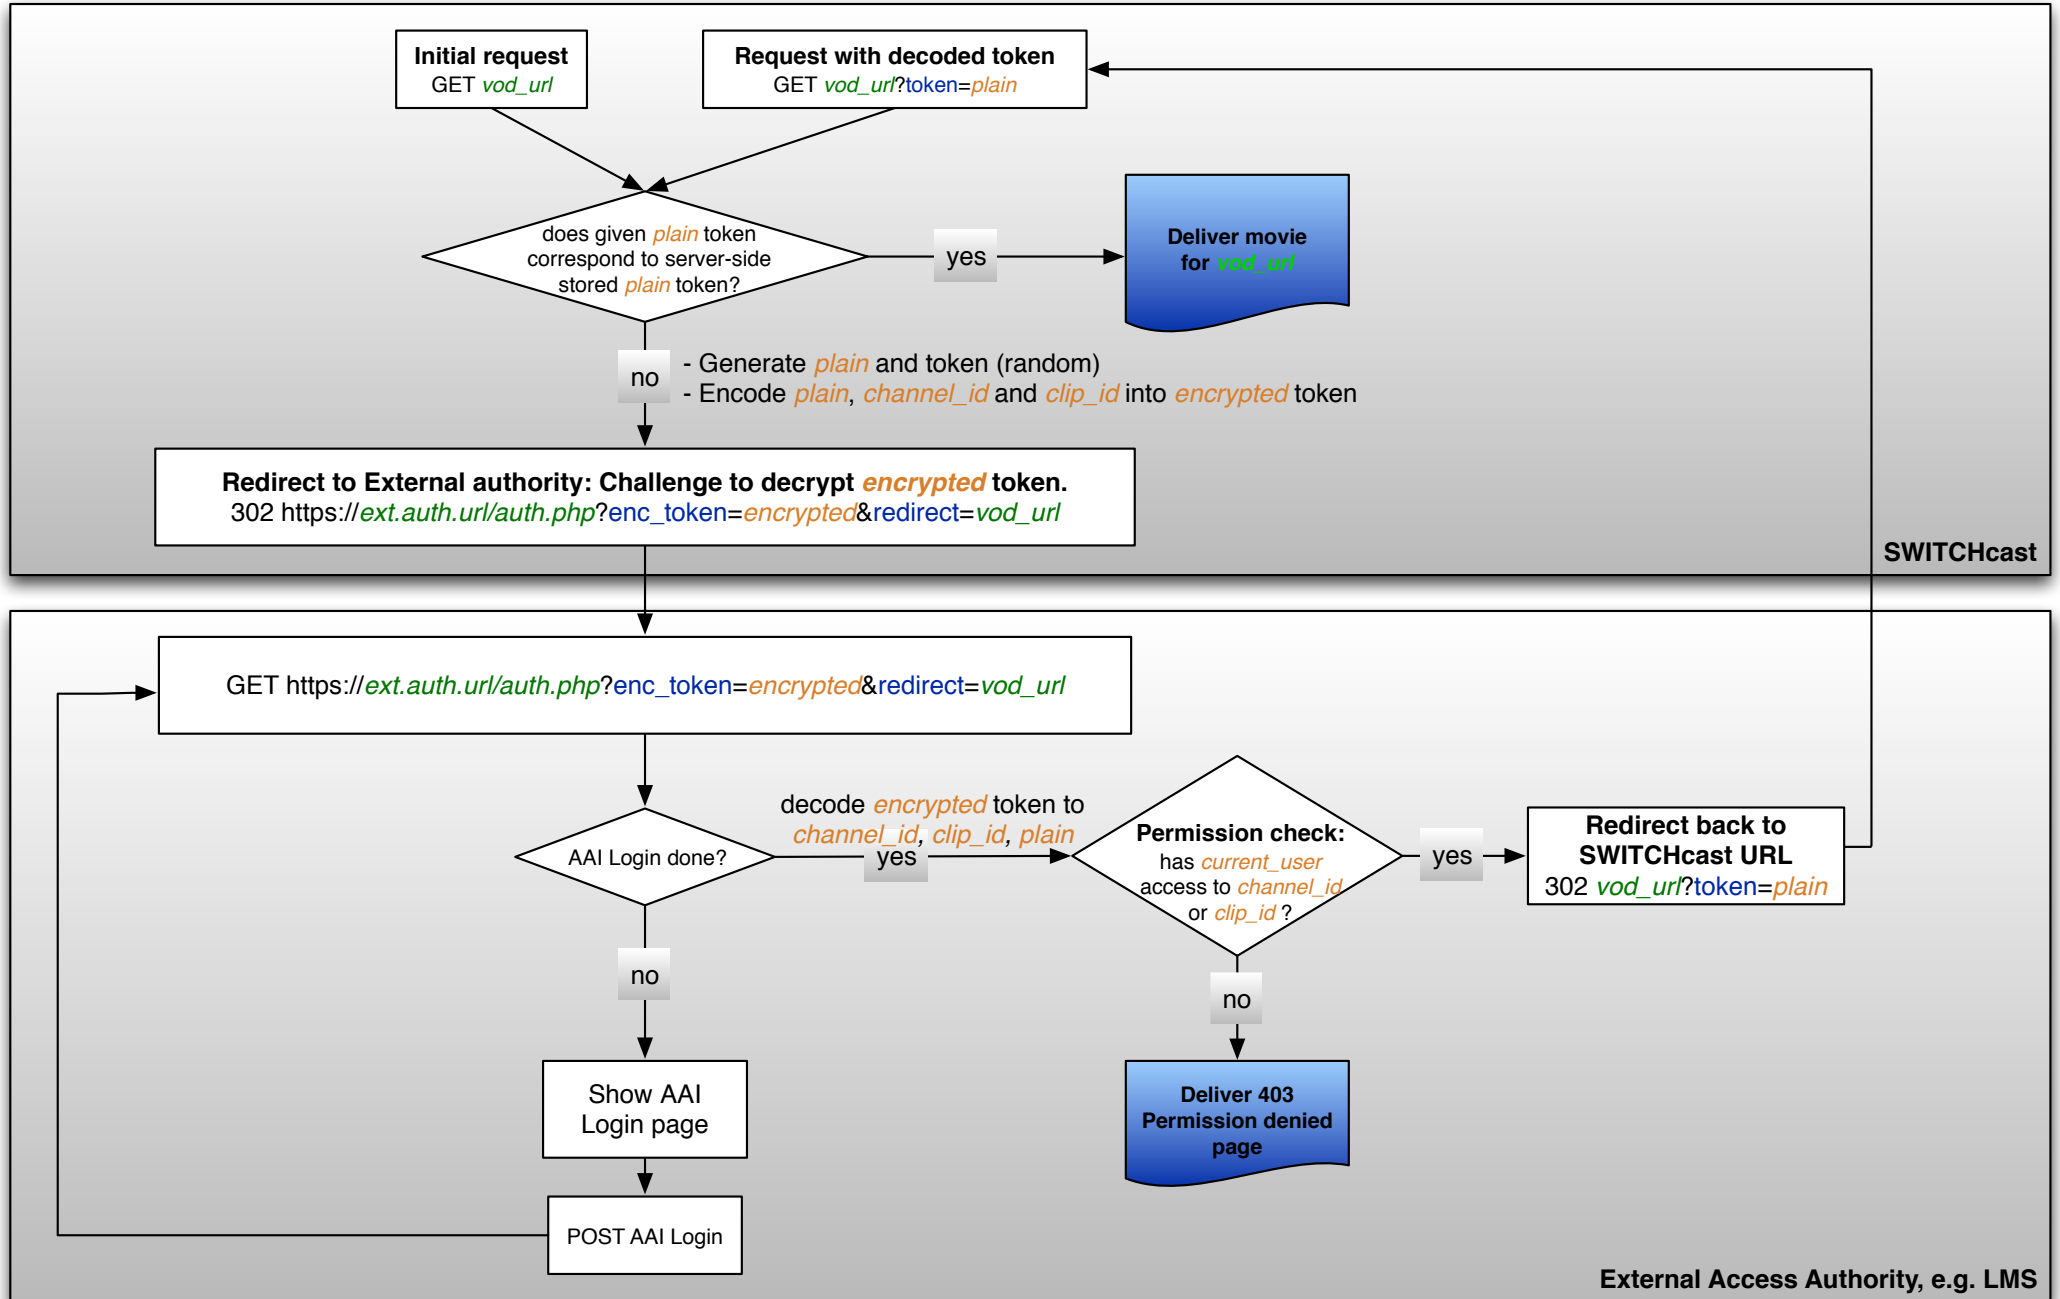 Initial request
GET vod_url
Request with decoded token
GET vod_url?token=plain
does given plain token
correspond to server-side
stored plain token?
yes
Deliver movie
for vod_url
no
- Generate plain and token (random)
- Encode plain, channel_id and clip_id into encrypted token
Redirect to External authority: Challenge to decrypt encrypted token.
302 https://ext.auth.url/auth.php?enc_token=encrypted&redirect=vod_url
SWITCHcast
GET https://ext.auth.url/auth.php?enc_token=encrypted&redirect=vod_url
AAI Login done?
decode encrypted token to
channel_id, clip_id, plain
yes
Permission check:
has current_user
access to channel_id
or clip_id ?
yes
Redirect back to
SWITCHcast URL
302 vod_url?token=plain
no
no
Show AAI
Login page
Deliver 403
Permission denied
page
POST AAI Login
External Access Authority, e.g. LMS